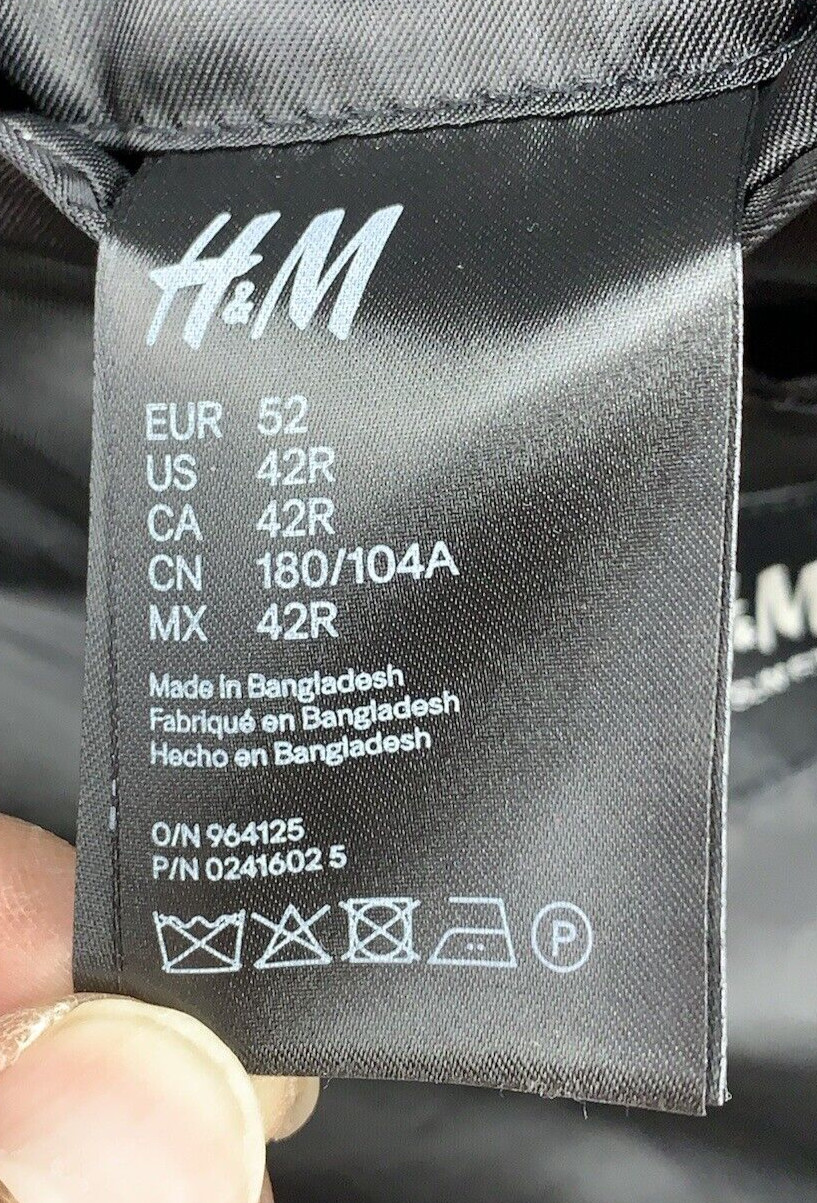 H&M
EUR 52
US 42R
CA 42R
CN 180/104A
MX 42R
Made in Bangladesh
Fabriqué en Bangladesh
Hecho en Bangladesh
O/N 964125
P/N 0241602 5
P
&M